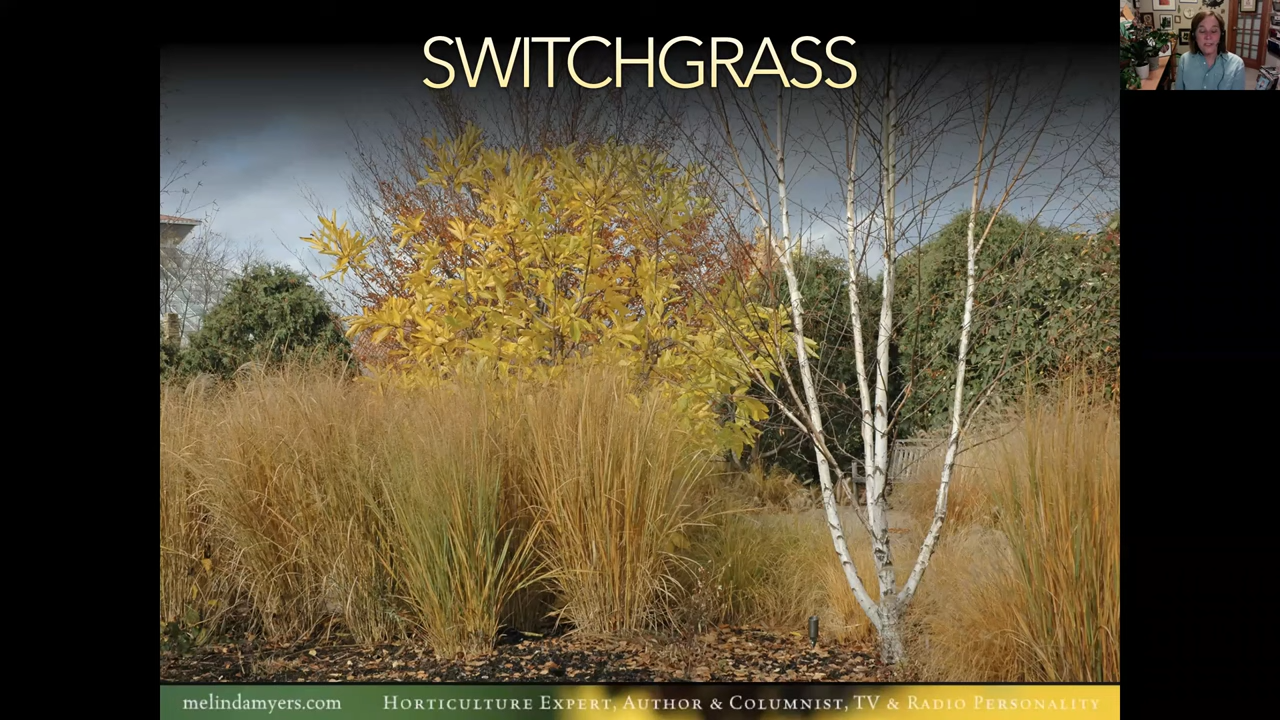 SWITCHGRASS
melindamyers.com HORTICULTURE EXPERT, AUTHOR & COLUMNIST, TV & RADIO PERSONALITY